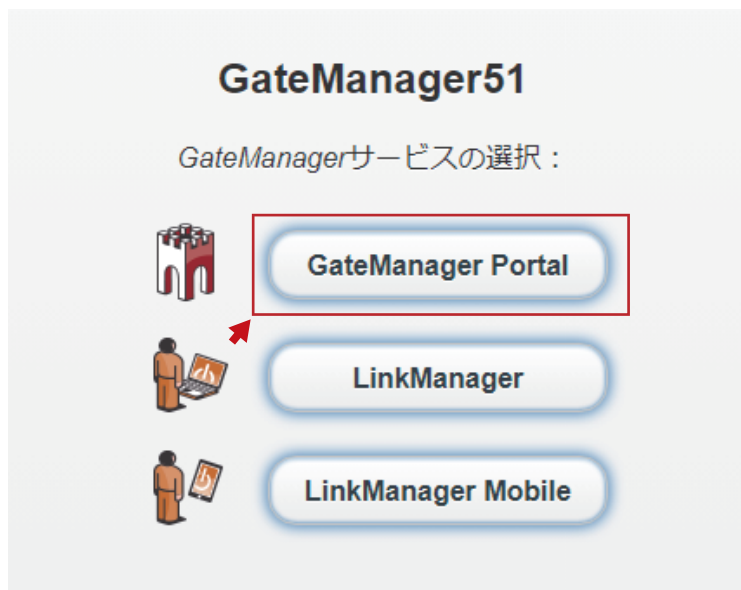 GateManager51
GateManagerサービスの選択：
GateManager Portal
LinkManager
LinkManager Mobile